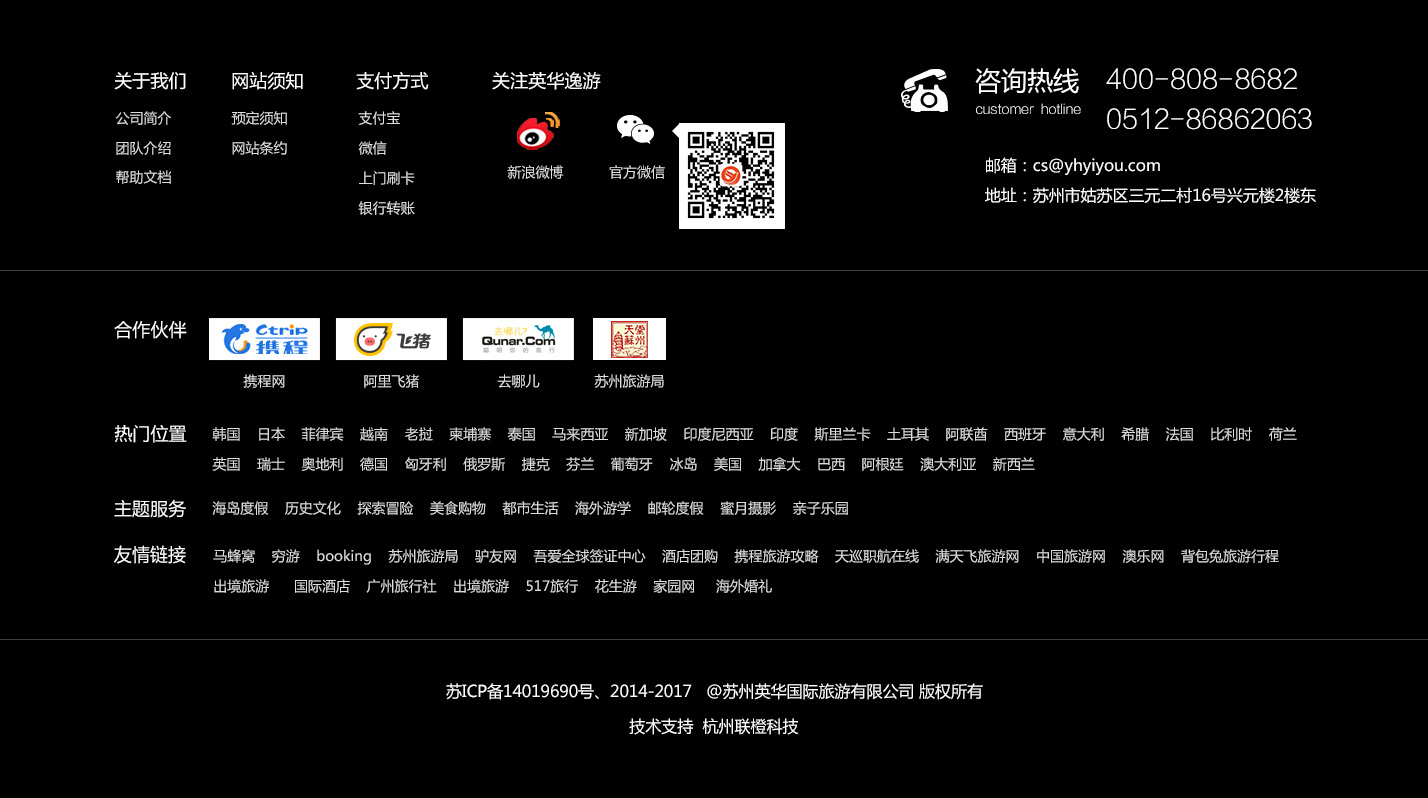 关于我们 网站须知 支付方式 关注英华逸游
公司简介 预定须知 支付宝
团队介绍 网站条约 微信
帮助文档 上门刷卡
银行转账
新浪微博 官方微信
咨询热线 400-808-8682
customer hotline 0512-86862063
邮箱：cs@yhyiyou.com
地址：苏州市姑苏区三元二村16号兴元楼2楼东
合作伙伴
Ctrip 携程
飞猪
去哪儿?
Qunar.Com
聪明你的旅行
天堂苏州
携程网 阿里飞猪 去哪儿 苏州旅游局
热门位置 韩国 日本 菲律宾 越南 老挝 柬埔寨 泰国 马来西亚 新加坡 印度尼西亚 印度 斯里兰卡 土耳其 阿联酋 西班牙 意大利 希腊 法国 比利时 荷兰
英国 瑞士 奥地利 德国 匈牙利 俄罗斯 捷克 芬兰 葡萄牙 冰岛 美国 加拿大 巴西 阿根廷 澳大利亚 新西兰
主题服务 海岛度假 历史文化 探索冒险 美食购物 都市生活 海外游学 邮轮度假 蜜月摄影 亲子乐园
友情链接 马蜂窝 穷游 booking 苏州旅游局 驴友网 吾爱全球签证中心 酒店团购 携程旅游攻略 天巡职航在线 满天飞旅游网 中国旅游网 澳乐网 背包兔旅游行程
出境旅游 国际酒店 广州旅行社 出境旅游 517旅行 花生游 家园网 海外婚礼
苏ICP备14019690号、2014-2017 @苏州英华国际旅游有限公司 版权所有
技术支持 杭州联橙科技